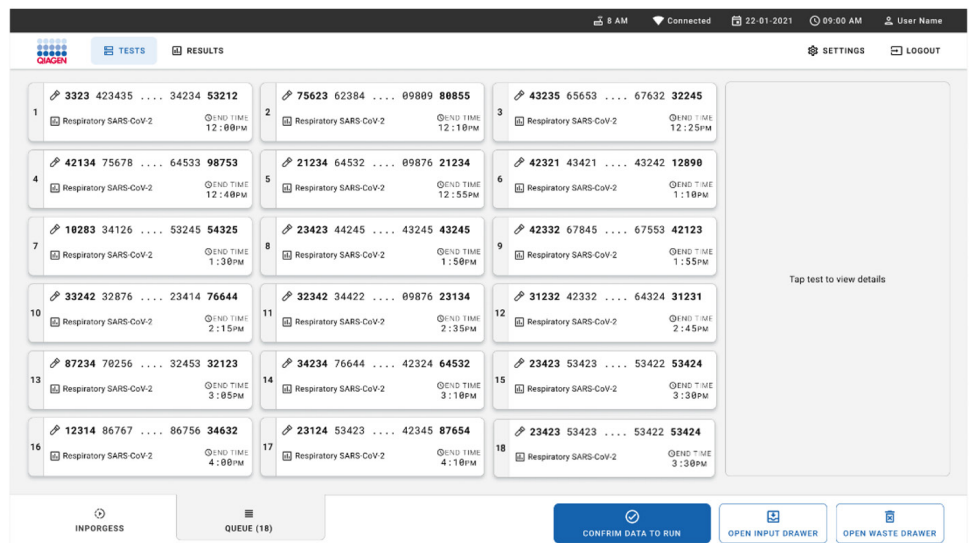 8 AM Connected 22-01-2021 09:00 AM User Name
QIAGEN TESTS RESULTS SETTINGS LOGOUT
1 3323 423435 .... 34234 53212
Respiratory SARS-CoV-2 END TIME 12:00PM
2 75623 62384 .... 09809 80855
Respiratory SARS-CoV-2 END TIME 12:10PM
3 43235 65653 .... 67632 32245
Respiratory SARS-CoV-2 END TIME 12:25PM
4 42134 75678 .... 64533 98753
Respiratory SARS-CoV-2 END TIME 12:40PM
5 21234 64532 .... 09876 21234
Respiratory SARS-CoV-2 END TIME 12:55PM
6 42321 43421 .... 43242 12890
Respiratory SARS-CoV-2 END TIME 1:10PM
7 10283 34126 .... 53245 54325
Respiratory SARS-CoV-2 END TIME 1:30PM
8 23423 44245 .... 43245 43245
Respiratory SARS-CoV-2 END TIME 1:50PM
9 42332 67845 .... 67553 42123
Respiratory SARS-CoV-2 END TIME 1:55PM
10 33242 32876 .... 23414 76644
Respiratory SARS-CoV-2 END TIME 2:15PM
11 32342 34422 .... 09876 23134
Respiratory SARS-CoV-2 END TIME 2:35PM
12 31232 42332 .... 64324 31231
Respiratory SARS-CoV-2 END TIME 2:45PM
13 87234 70256 .... 32453 32123
Respiratory SARS-CoV-2 END TIME 3:05PM
14 34234 76644 .... 42324 64532
Respiratory SARS-CoV-2 END TIME 3:10PM
15 23423 53423 .... 53422 53424
Respiratory SARS-CoV-2 END TIME 3:30PM
16 12314 86767 .... 86756 34632
Respiratory SARS-CoV-2 END TIME 4:00PM
17 23124 53423 .... 42345 87654
Respiratory SARS-CoV-2 END TIME 4:10PM
18 23423 53423 .... 53422 53424
Respiratory SARS-CoV-2 END TIME 3:30PM
Tap test to view details
INPORGESS QUEUE (18) CONFRIM DATA TO RUN OPEN INPUT DRAWER OPEN WASTE DRAWER